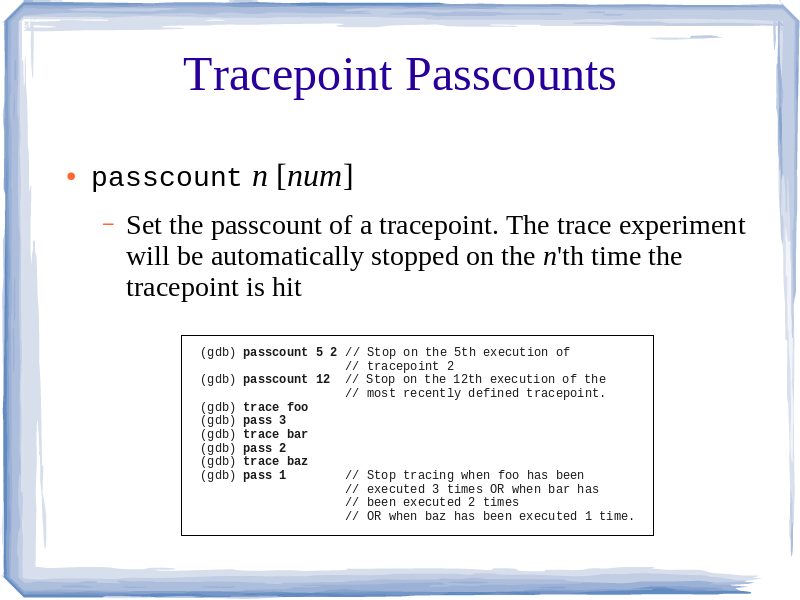 Tracepoint Passcounts
• passcount n [num]
– Set the passcount of a tracepoint. The trace experiment
will be automatically stopped on the n'th time the
tracepoint is hit
(gdb) passcount 5 2 // Stop on the 5th execution of
// tracepoint 2
(gdb) passcount 12  // Stop on the 12th execution of the
// most recently defined tracepoint.
(gdb) trace foo
(gdb) pass 3
(gdb) trace bar
(gdb) pass 2
(gdb) trace baz
(gdb) pass 1        // Stop tracing when foo has been
// executed 3 times OR when bar has
// been executed 2 times
// OR when baz has been executed 1 time.